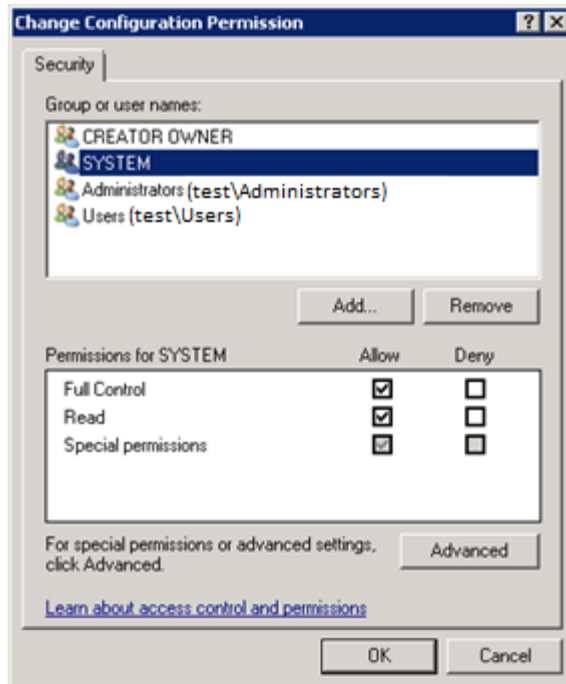 Change Configuration Permission
Security
Group or user names:
CREATOR OWNER
SYSTEM
Administrators (test\Administrators)
Users (test\Users)
Add... Remove
Permissions for SYSTEM Allow Deny
Full Control
Read
Special permissions
For special permissions or advanced settings,
click Advanced.
Advanced
Learn about access control and permissions
OK Cancel